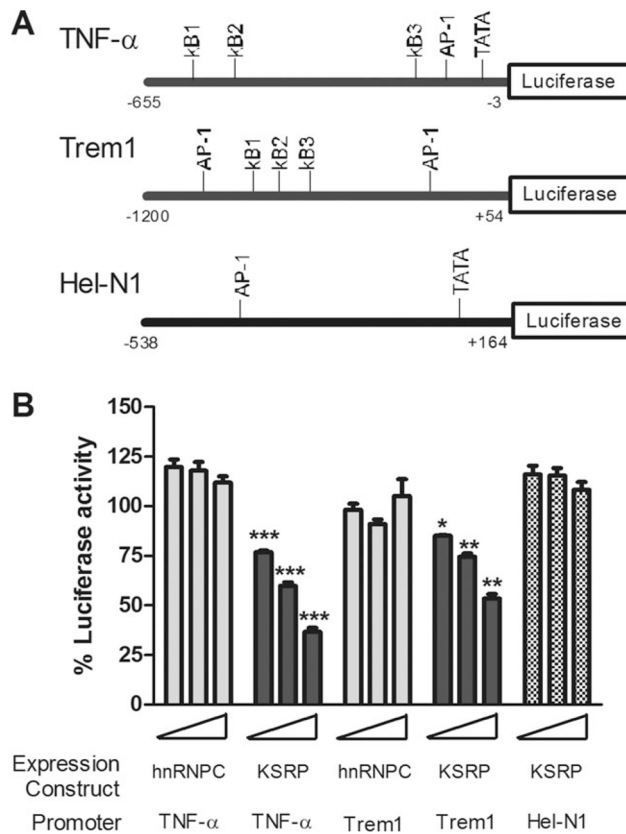 A
TNF-α
kB1
kB2
kB3
AP-1
TATA
Luciferase
-655
-3
Trem1
AP-1
kB1
kB2
kB3
AP-1
Luciferase
-1200
+54
Hel-N1
AP-1
TATA
Luciferase
-538
+164
B
% Luciferase activity
150
125
100
75
50
25
0
***
***
***
*
**
**
Expression Construct
hnRNPC KSRP hnRNPC KSRP KSRP
Promoter TNF-α TNF-α Trem1 Trem1 Hel-N1